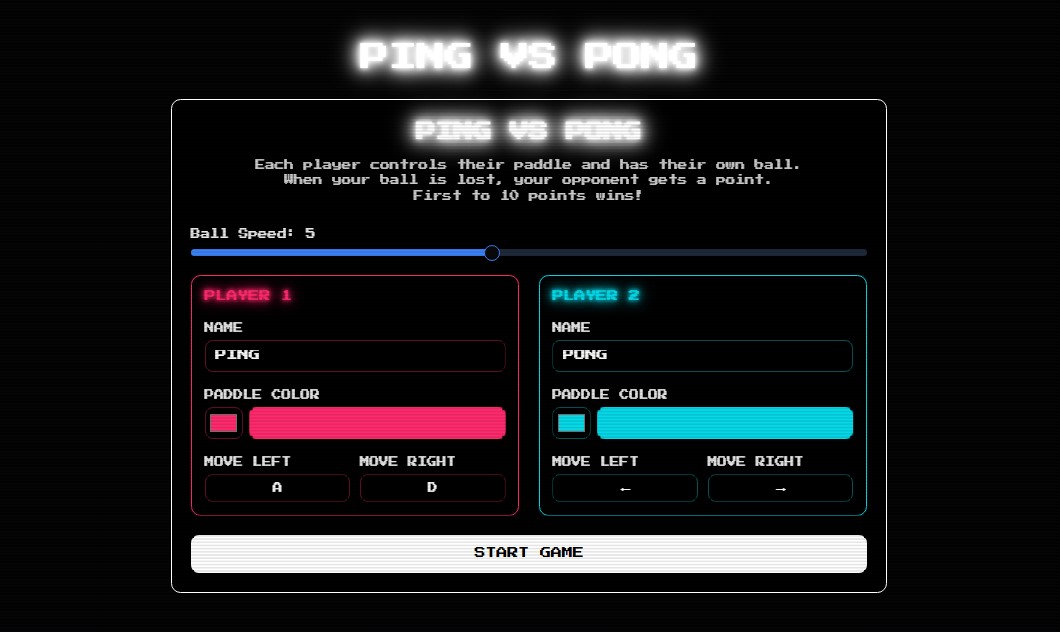 PING VS PONG
PING VS PONG
Each player controls their paddle and has their own ball.
When your ball is lost, your opponent gets a point.
First to 10 points wins!
Ball Speed: 5
PLAYER 1
NAME
PING
PADDLE COLOR
MOVE LEFT MOVE RIGHT
A D
PLAYER 2
NAME
PONG
PADDLE COLOR
MOVE LEFT MOVE RIGHT
← →
START GAME